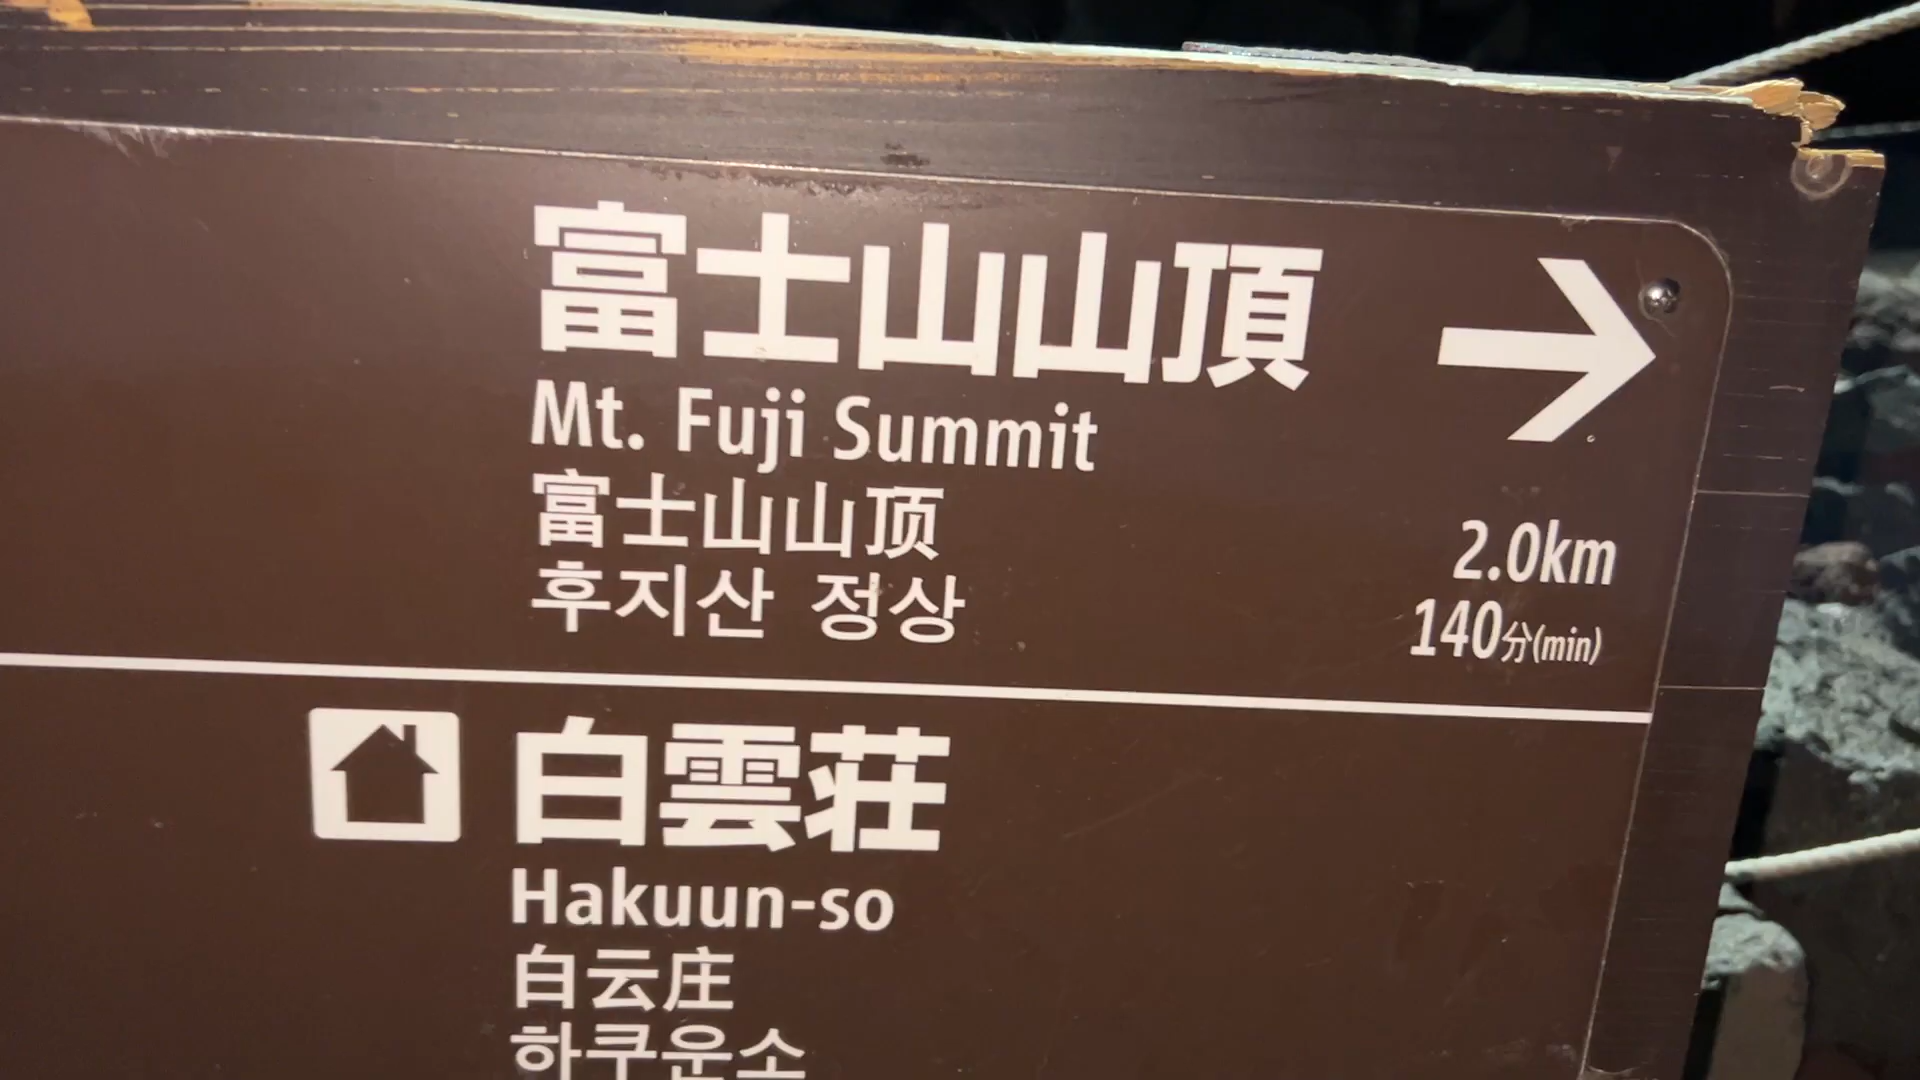 富士山山頂
Mt. Fuji Summit
富士山山顶
후지산 정상
2.0km
140分(min)
白雲荘
Hakuun-so
白云庄
하쿠운소